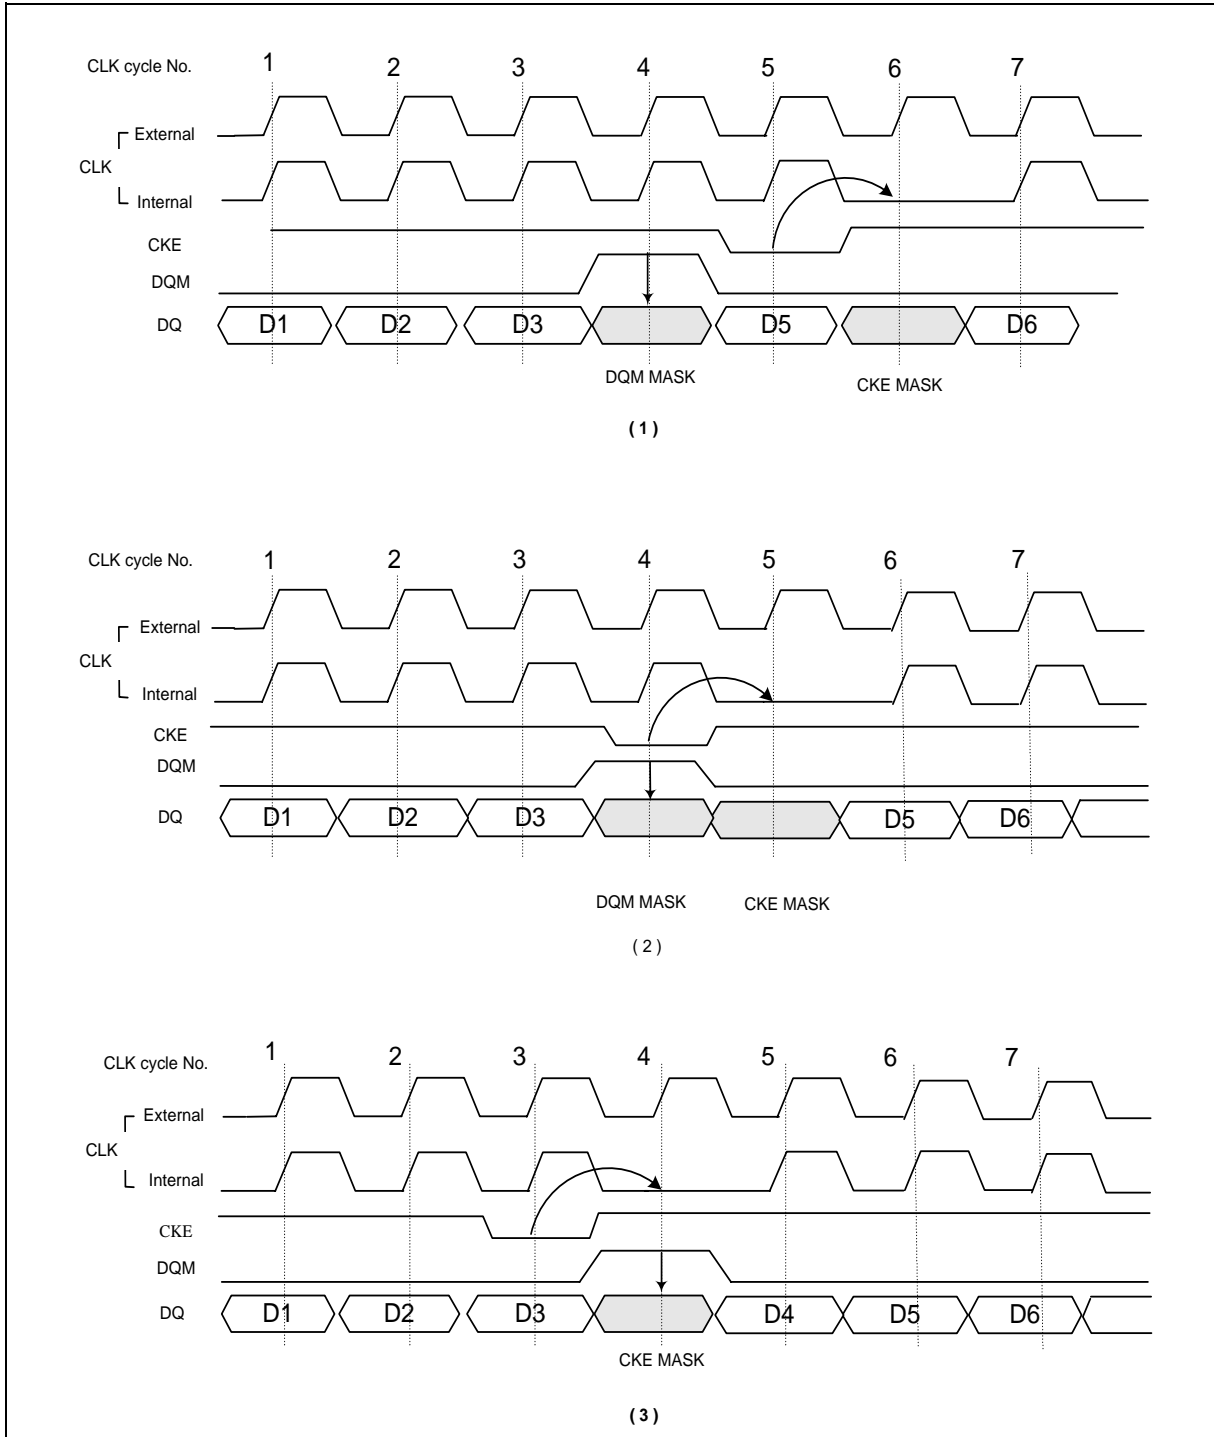 CLK cycle No. 1 2 3 4 5 6 7
External
CLK
Internal
CKE
DQM
DQ D1 D2 D3 D5 D6
DQM MASK CKE MASK
( 1 )
CLK cycle No. 1 2 3 4 5 6 7
External
CLK
Internal
CKE
DQM
DQ D1 D2 D3 D5 D6
DQM MASK CKE MASK
( 2 )
CLK cycle No. 1 2 3 4 5 6 7
External
CLK
Internal
CKE
DQM
DQ D1 D2 D3 D4 D5 D6
CKE MASK
( 3 )